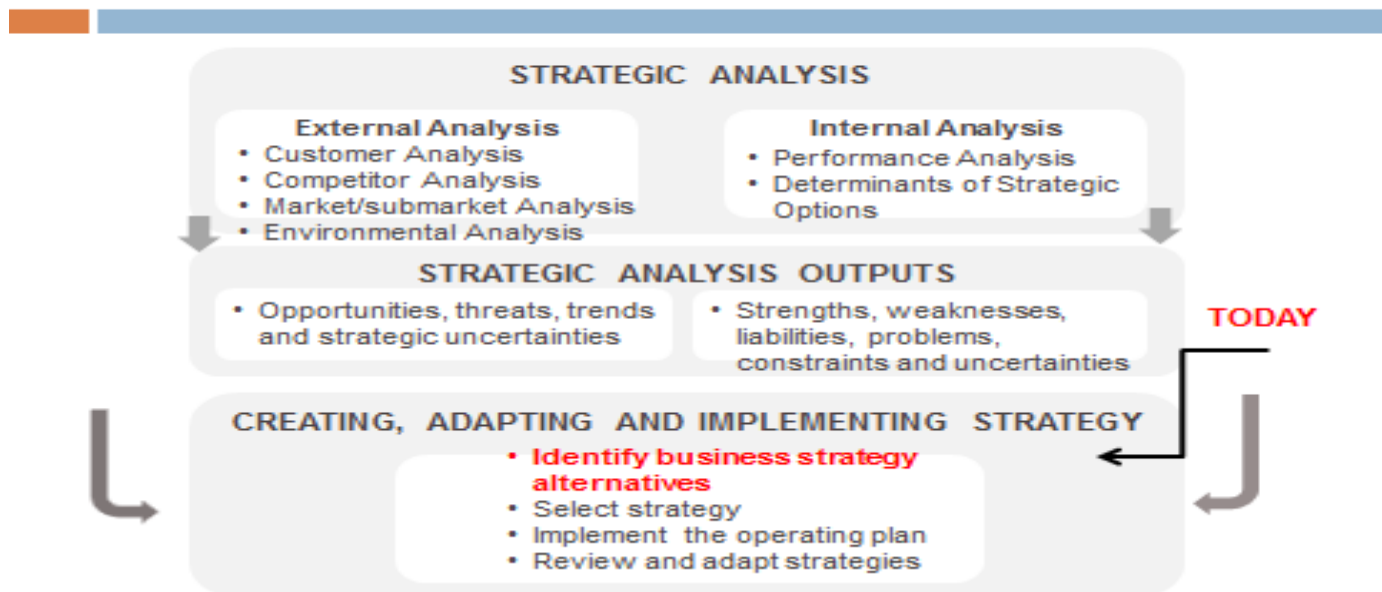 STRATEGIC ANALYSIS
External Analysis
• Customer Analysis
• Competitor Analysis
• Market/submarket Analysis
• Environmental Analysis
Internal Analysis
• Performance Analysis
• Determinants of Strategic
Options
STRATEGIC ANALYSIS OUTPUTS
• Opportunities, threats, trends
and strategic uncertainties
• Strengths, weaknesses,
liabilities, problems,
constraints and uncertainties
TODAY
CREATING, ADAPTING AND IMPLEMENTING STRATEGY
• Identify business strategy
alternatives
• Select strategy
• Implement the operating plan
• Review and adapt strategies